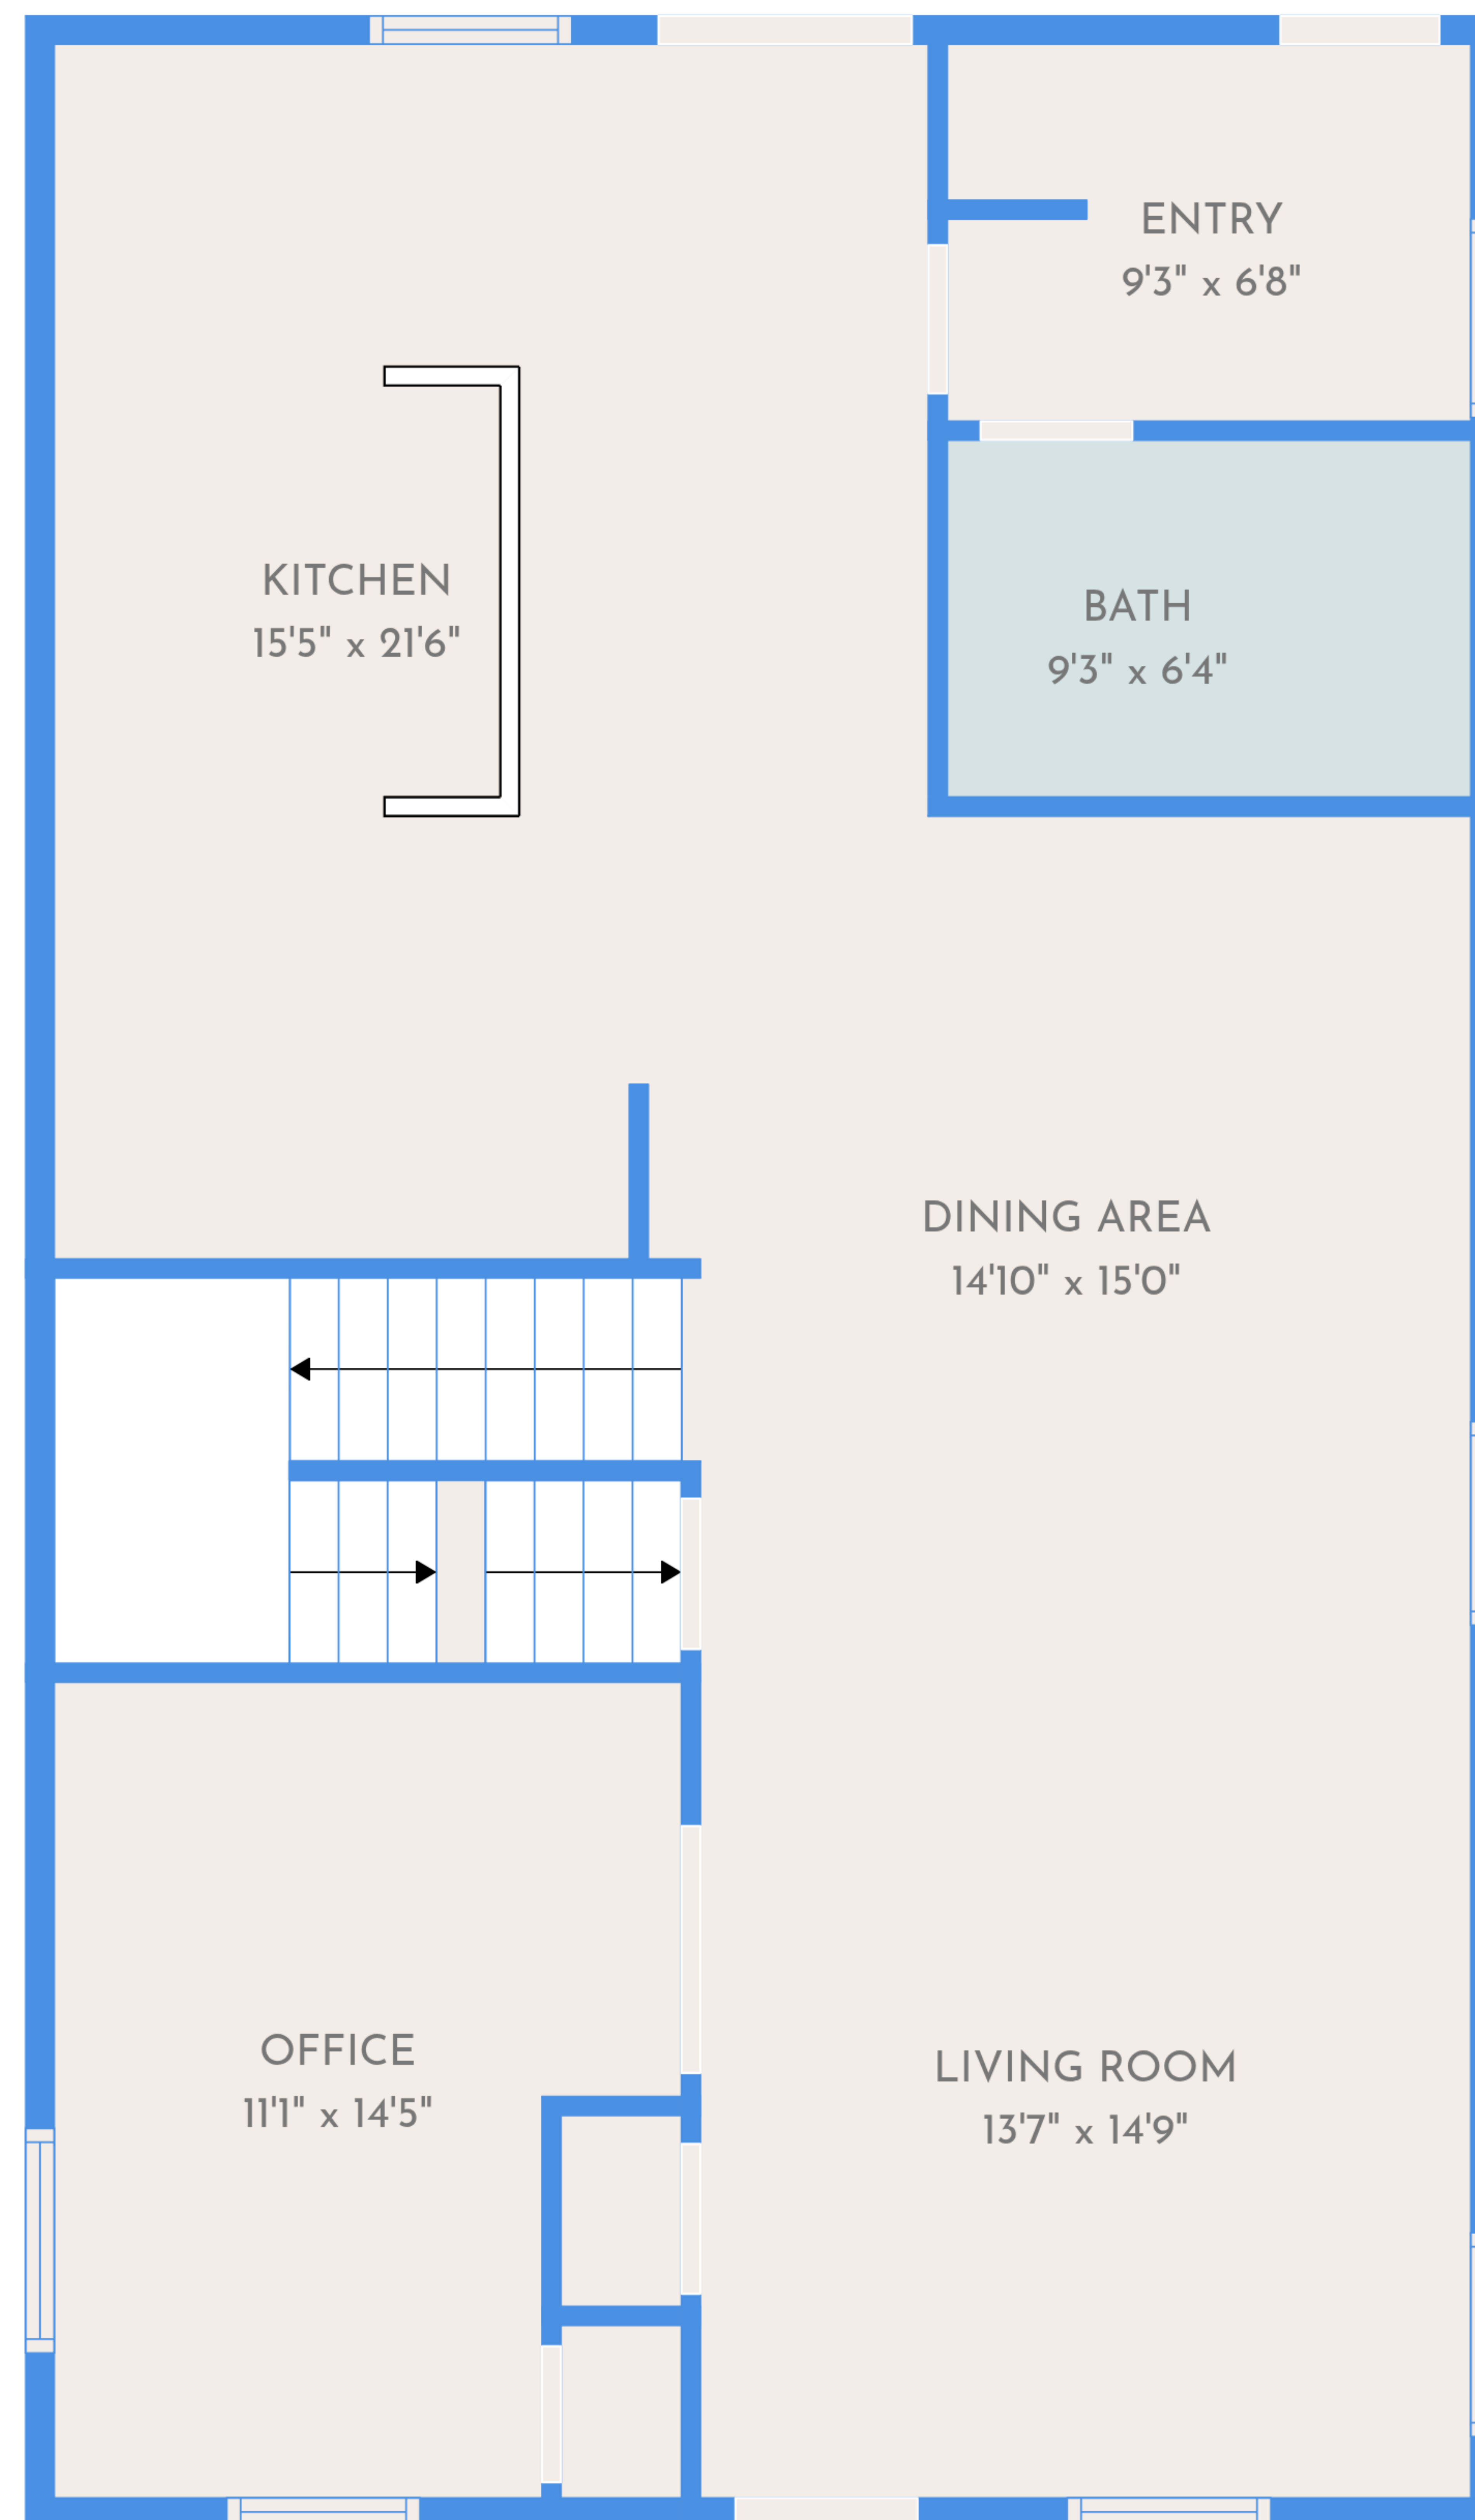 ENTRY
9'3" x 6'8"
KITCHEN
15'5" x 21'6"
BATH
9'3" x 6'4"
DINING AREA
14'10" x 15'0"
OFFICE
11'1" x 14'5"
LIVING ROOM
13'7" x 14'9"